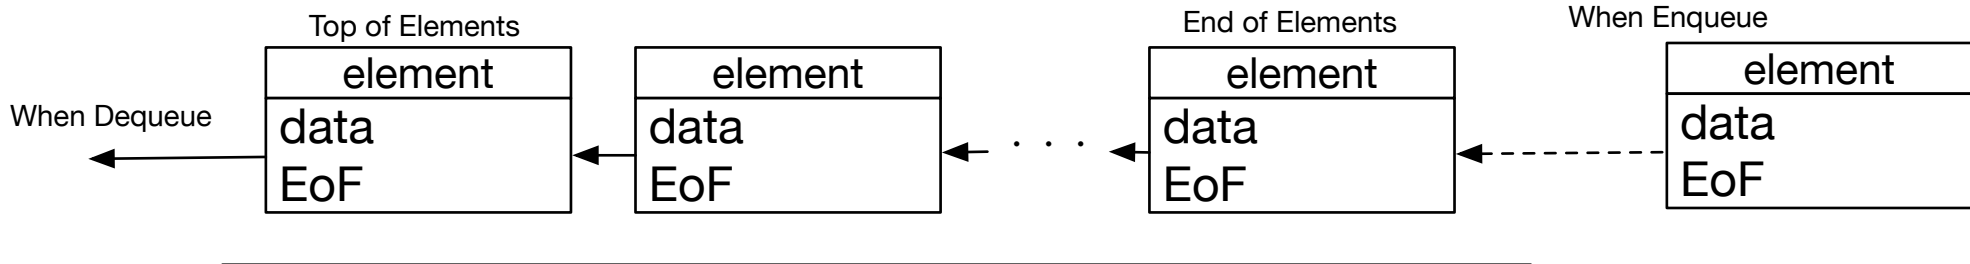 When Dequeue
Top of Elements
element
data
EoF
element
data
EoF
· · ·
End of Elements
element
data
EoF
When Enqueue
element
data
EoF